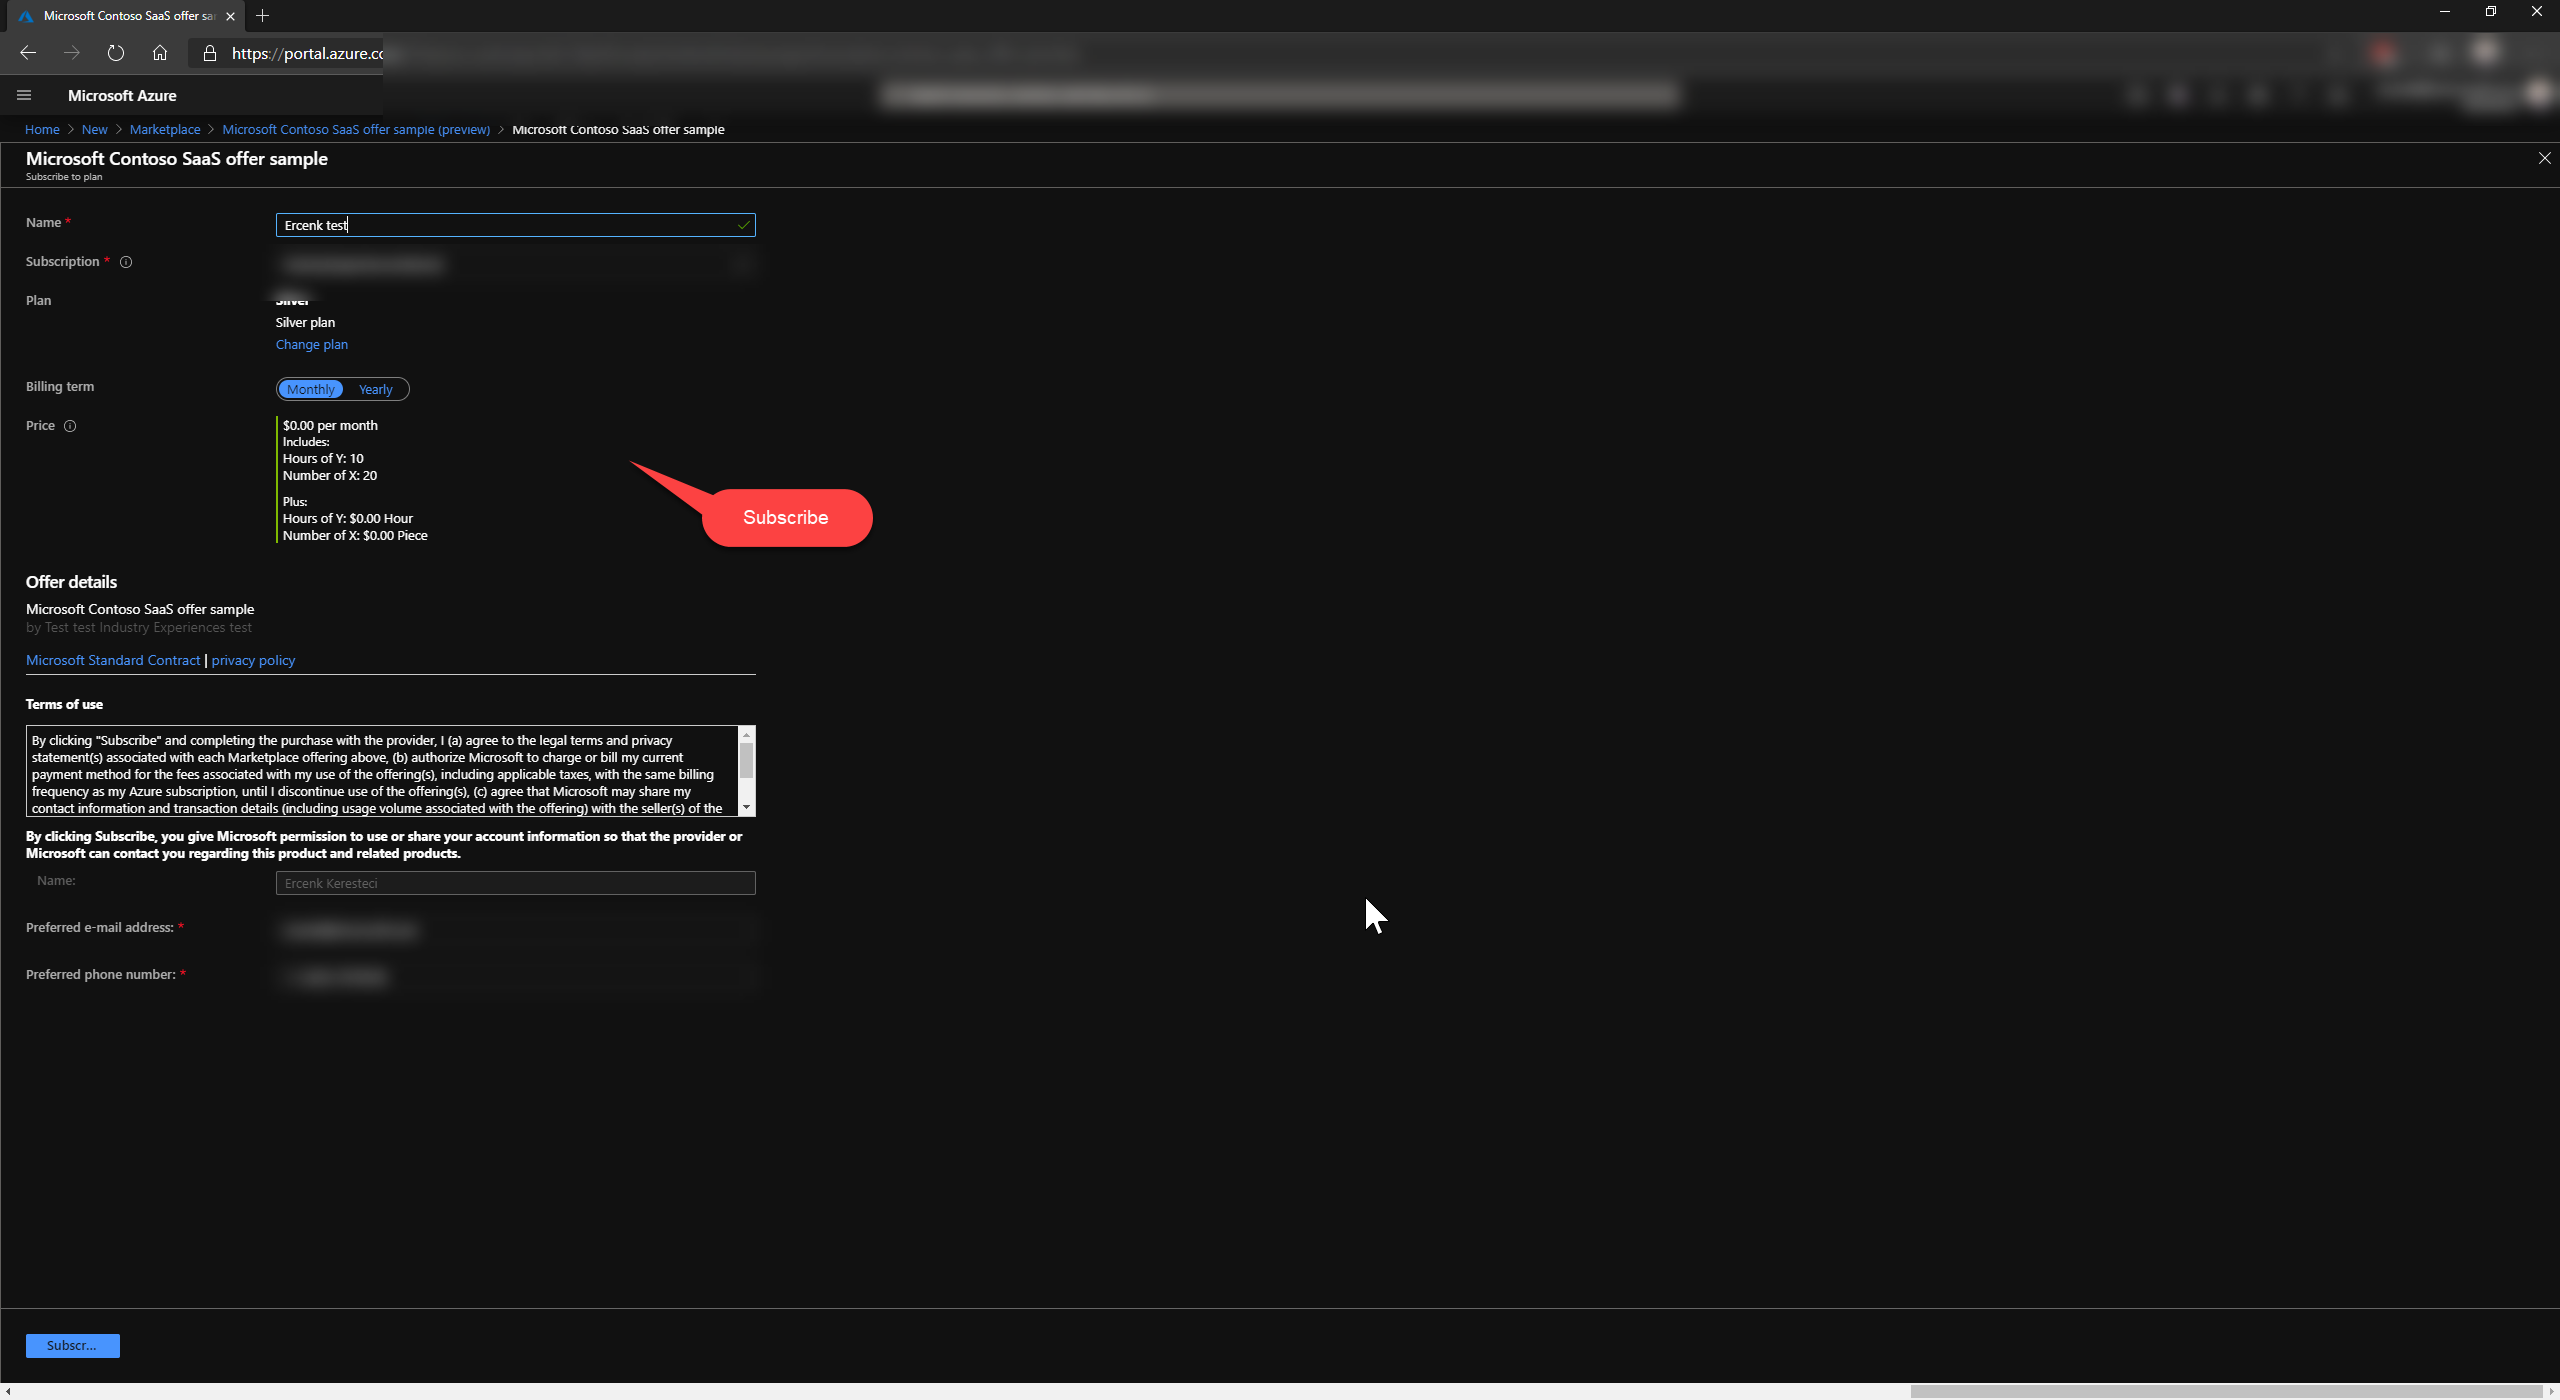 Microsoft Contoso SaaS offer sa
https://portal.azure.co
Microsoft Azure
Home > New > Marketplace > Microsoft Contoso SaaS offer sample (preview) > Microsoft Contoso SaaS offer sample
Microsoft Contoso SaaS offer sample
Subscribe to plan
Name * Ercenk test
Subscription *
Plan Silver
Silver plan
Change plan
Billing term Monthly Yearly
Price $0.00 per month
Includes:
Hours of Y: 10
Number of X: 20
Plus:
Hours of Y: $0.00 Hour
Number of X: $0.00 Piece
Subscribe
Offer details
Microsoft Contoso SaaS offer sample
by Test test Industry Experiences test
Microsoft Standard Contract | privacy policy
Terms of use
By clicking "Subscribe" and completing the purchase with the provider, I (a) agree to the legal terms and privacy
statement(s) associated with each Marketplace offering above, (b) authorize Microsoft to charge or bill my current
payment method for the fees associated with my use of the offering(s), including applicable taxes, with the same billing
frequency as my Azure subscription, until I discontinue use of the offering(s), (c) agree that Microsoft may share my
contact information and transaction details (including usage volume associated with the offering) with the seller(s) of the
By clicking Subscribe, you give Microsoft permission to use or share your account information so that the provider or
Microsoft can contact you regarding this product and related products.
Name: Ercenk Keresteci
Preferred e-mail address: *
Preferred phone number: *
Subscr...